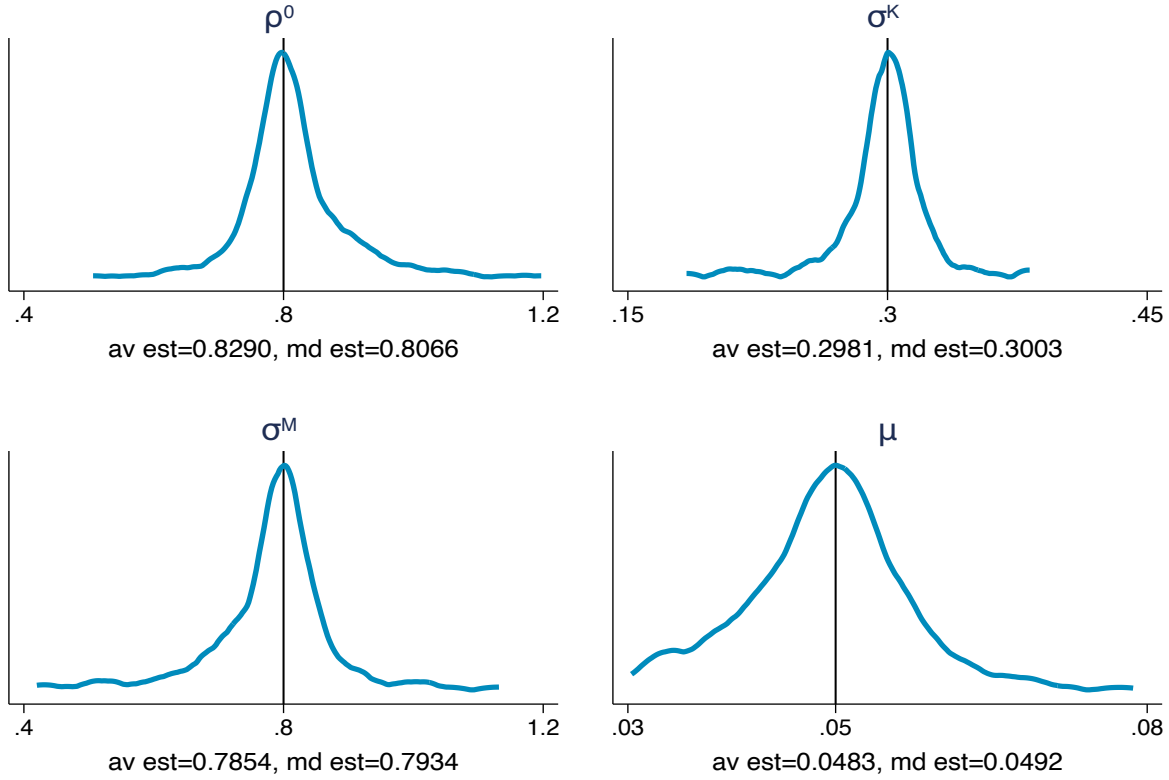 ρ⁰
.4 .8 1.2
av est=0.8290, md est=0.8066
σᴷ
.15 .3 .45
av est=0.2981, md est=0.3003
σᴹ
.4 .8 1.2
av est=0.7854, md est=0.7934
μ
.03 .05 .08
av est=0.0483, md est=0.0492